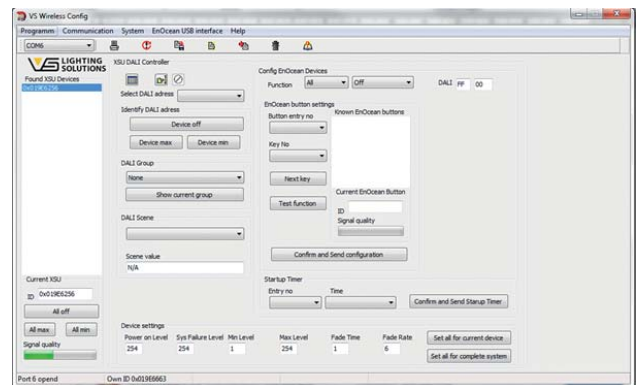 VS Wireless Config
Programm Communication System EnOcean USB interface Help
COM6
VS LIGHTING SOLUTIONS
Found XSU Devices
0x019E6256
Current XSU
ID 0x019E6256
All off
All max All min
Signal quality
XSU DALI Controller
Select DALI adress
Identify DALI adress
Device off
Device max Device min
DALI Group
None
Show current group
DALI Scene
Scene value
N/A
Config EnOcean Devices
Function All Off
DALI FF 00
EnOcean button settings
Button entry no
Known EnOcean buttons
Key No
Next key
Test function
Current EnOcean Button
ID
Signal quality
Confirm and Send configuration
Startup Timer
Entry no Time
Confirm and Send Startup Timer
Device settings
Power on Level Sys Failure Level Min Level Max Level Fade Time Fade Rate
254 254 1 254 1 6
Set all for current device
Set all for complete system
Port 6 opend Own ID 0x019E6663